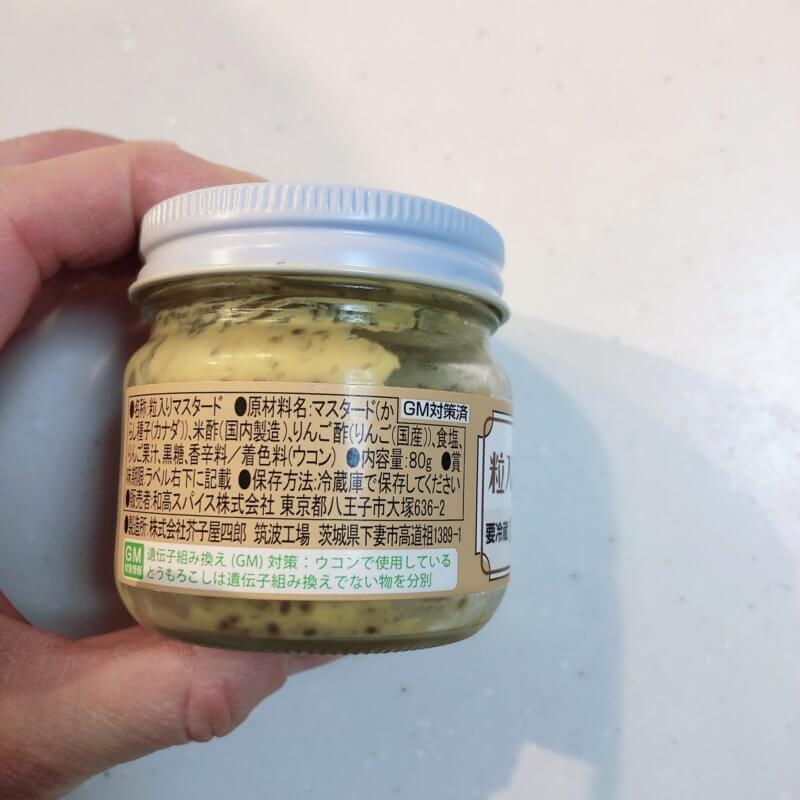 ●名称:粒入りマスタード ●原材料名:マスタード(か GM対策済
らし種子(カナダ))、米酢(国内製造)、りんご酢(りんご(国産))、食塩、
りんご果汁、黒糖、香辛料／着色料(ウコン) ●内容量:80g ●賞
味期限:ラベル右下に記載 ●保存方法:冷蔵庫で保存してください
●販売者:和高スパイス株式会社 東京都八王子市大塚636-2
●製造所:株式会社芥子屋四郎 筑波工場 茨城県下妻市高道祖1389-1
GM対策情報 遺伝子組み換え(GM)対策：ウコンで使用している
とうもろこしは遺伝子組み換えでない物を分別
粒入
要冷蔵